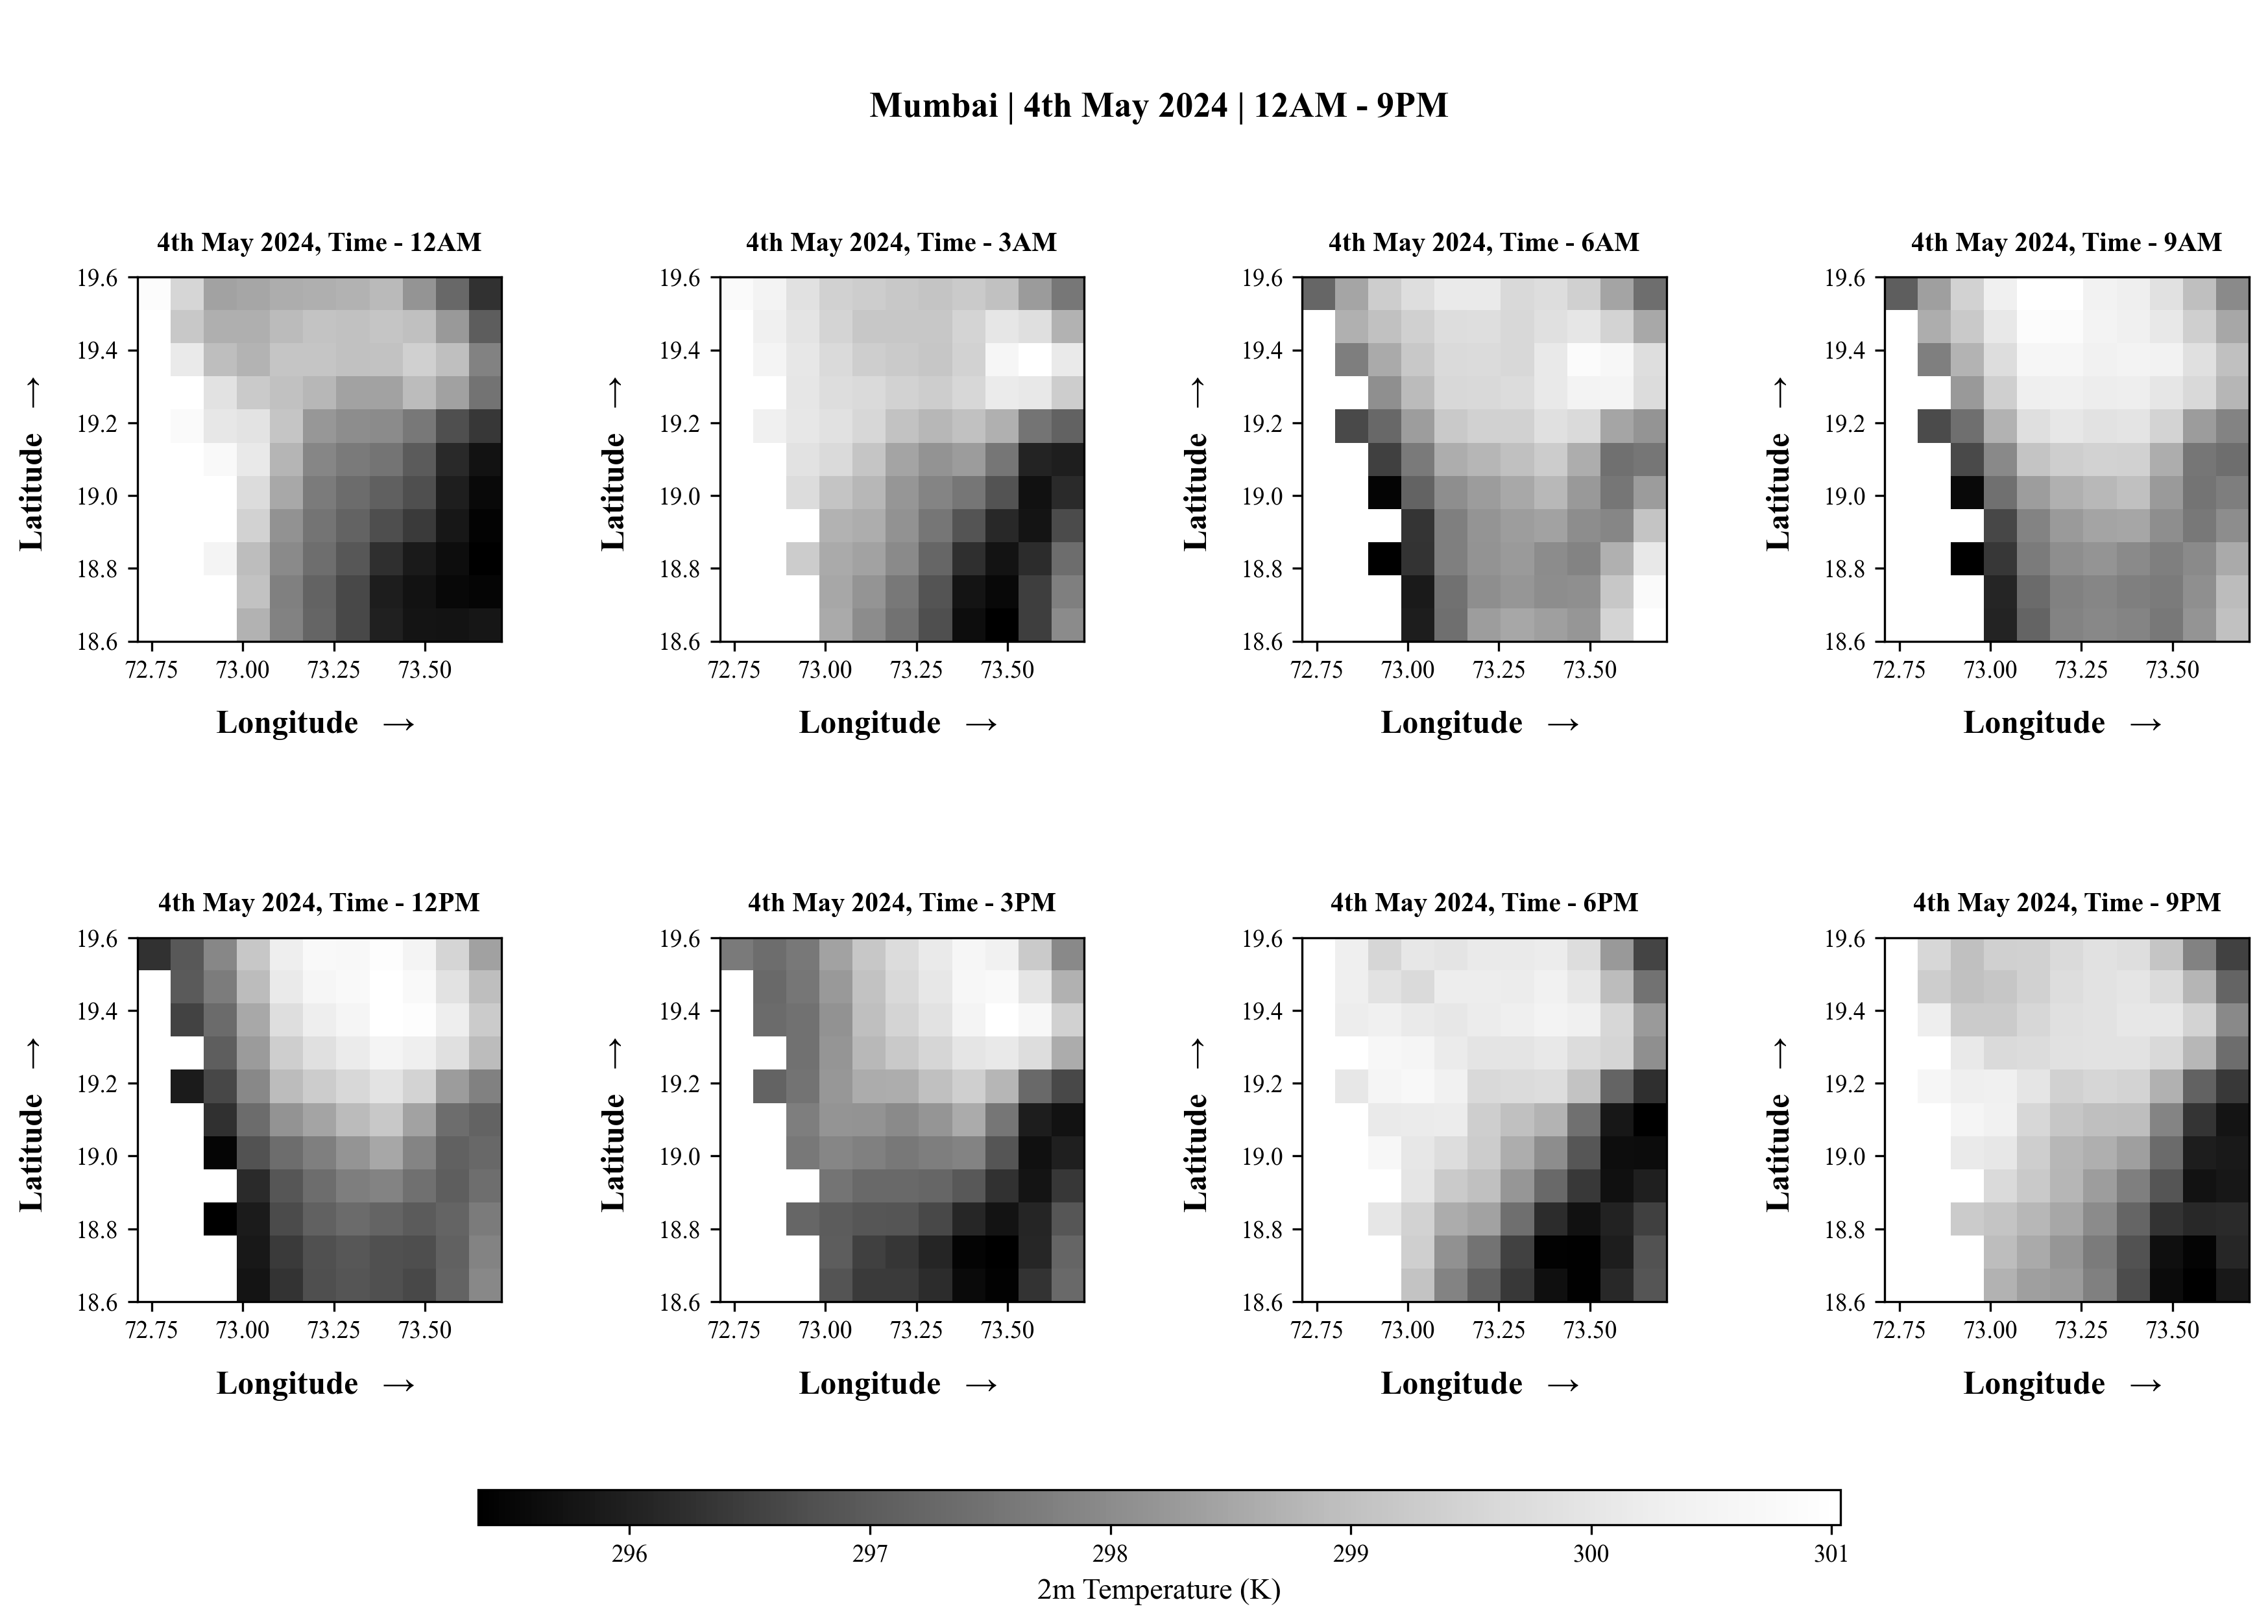 Mumbai | 4th May 2024 | 12AM - 9PM
4th May 2024, Time - 12AM
19.6
19.4
19.2
19.0
18.8
18.6
Latitude →
72.75 73.00 73.25 73.50
Longitude →
4th May 2024, Time - 3AM
19.6
19.4
19.2
19.0
18.8
18.6
Latitude →
72.75 73.00 73.25 73.50
Longitude →
4th May 2024, Time - 6AM
19.6
19.4
19.2
19.0
18.8
18.6
Latitude →
72.75 73.00 73.25 73.50
Longitude →
4th May 2024, Time - 9AM
19.6
19.4
19.2
19.0
18.8
18.6
Latitude →
72.75 73.00 73.25 73.50
Longitude →
4th May 2024, Time - 12PM
19.6
19.4
19.2
19.0
18.8
18.6
Latitude →
72.75 73.00 73.25 73.50
Longitude →
4th May 2024, Time - 3PM
19.6
19.4
19.2
19.0
18.8
18.6
Latitude →
72.75 73.00 73.25 73.50
Longitude →
4th May 2024, Time - 6PM
19.6
19.4
19.2
19.0
18.8
18.6
Latitude →
72.75 73.00 73.25 73.50
Longitude →
4th May 2024, Time - 9PM
19.6
19.4
19.2
19.0
18.8
18.6
Latitude →
72.75 73.00 73.25 73.50
Longitude →
296 297 298 299 300 301
2m Temperature (K)